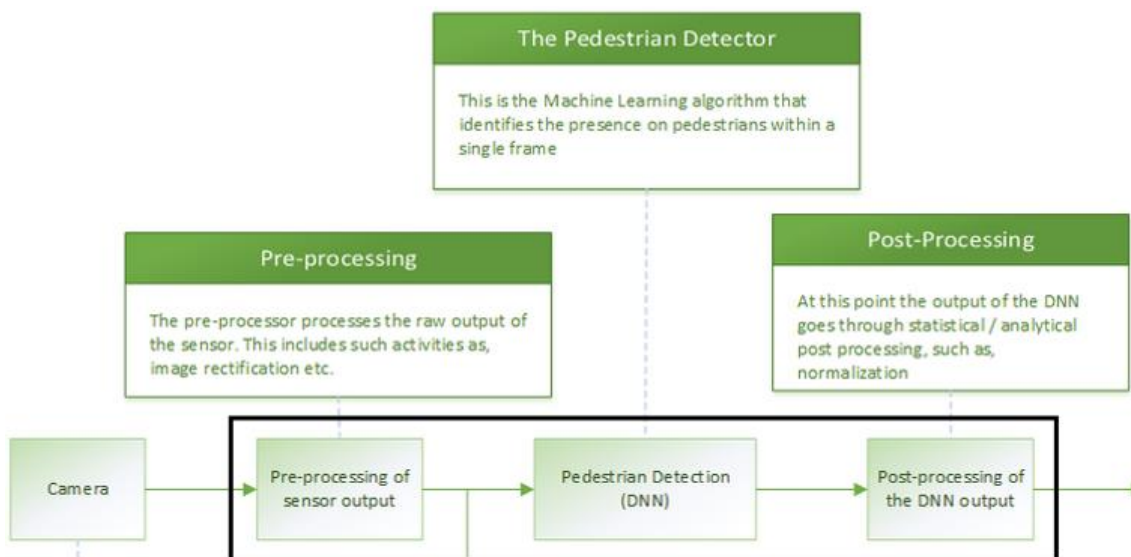 The Pedestrian Detector
This is the Machine Learning algorithm that
identifies the presence on pedestrians within a
single frame
Pre-processing
The pre-processor processes the raw output of
the sensor. This includes such activities as,
image rectification etc.
Post-Processing
At this point the output of the DNN
goes through statistical / analytical
post processing, such as,
normalization
Camera
Pre-processing of
sensor output
Pedestrian Detection
(DNN)
Post-processing of
the DNN output